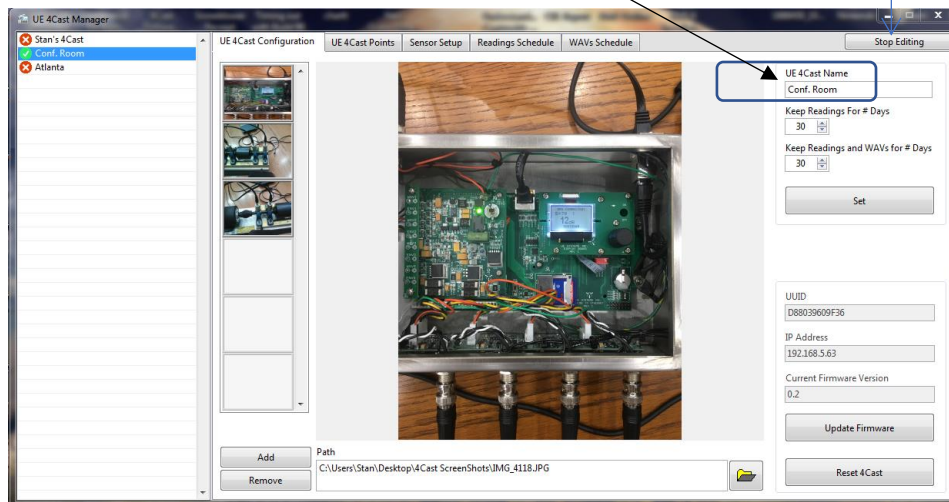 UE 4Cast Manager
Stan's 4Cast
Conf. Room
Atlanta
UE 4Cast Configuration UE 4Cast Points Sensor Setup Readings Schedule WAVs Schedule
Stop Editing
UE 4Cast Name
Conf. Room
Keep Readings For # Days
30
Keep Readings and WAVs for # Days
30
Set
UUID
D88039609F36
IP Address
192.168.5.63
Current Firmware Version
0.2
Update Firmware
Reset 4Cast
Add
Remove
Path
C:\Users\Stan\Desktop\4Cast ScreenShots\IMG_4118.JPG